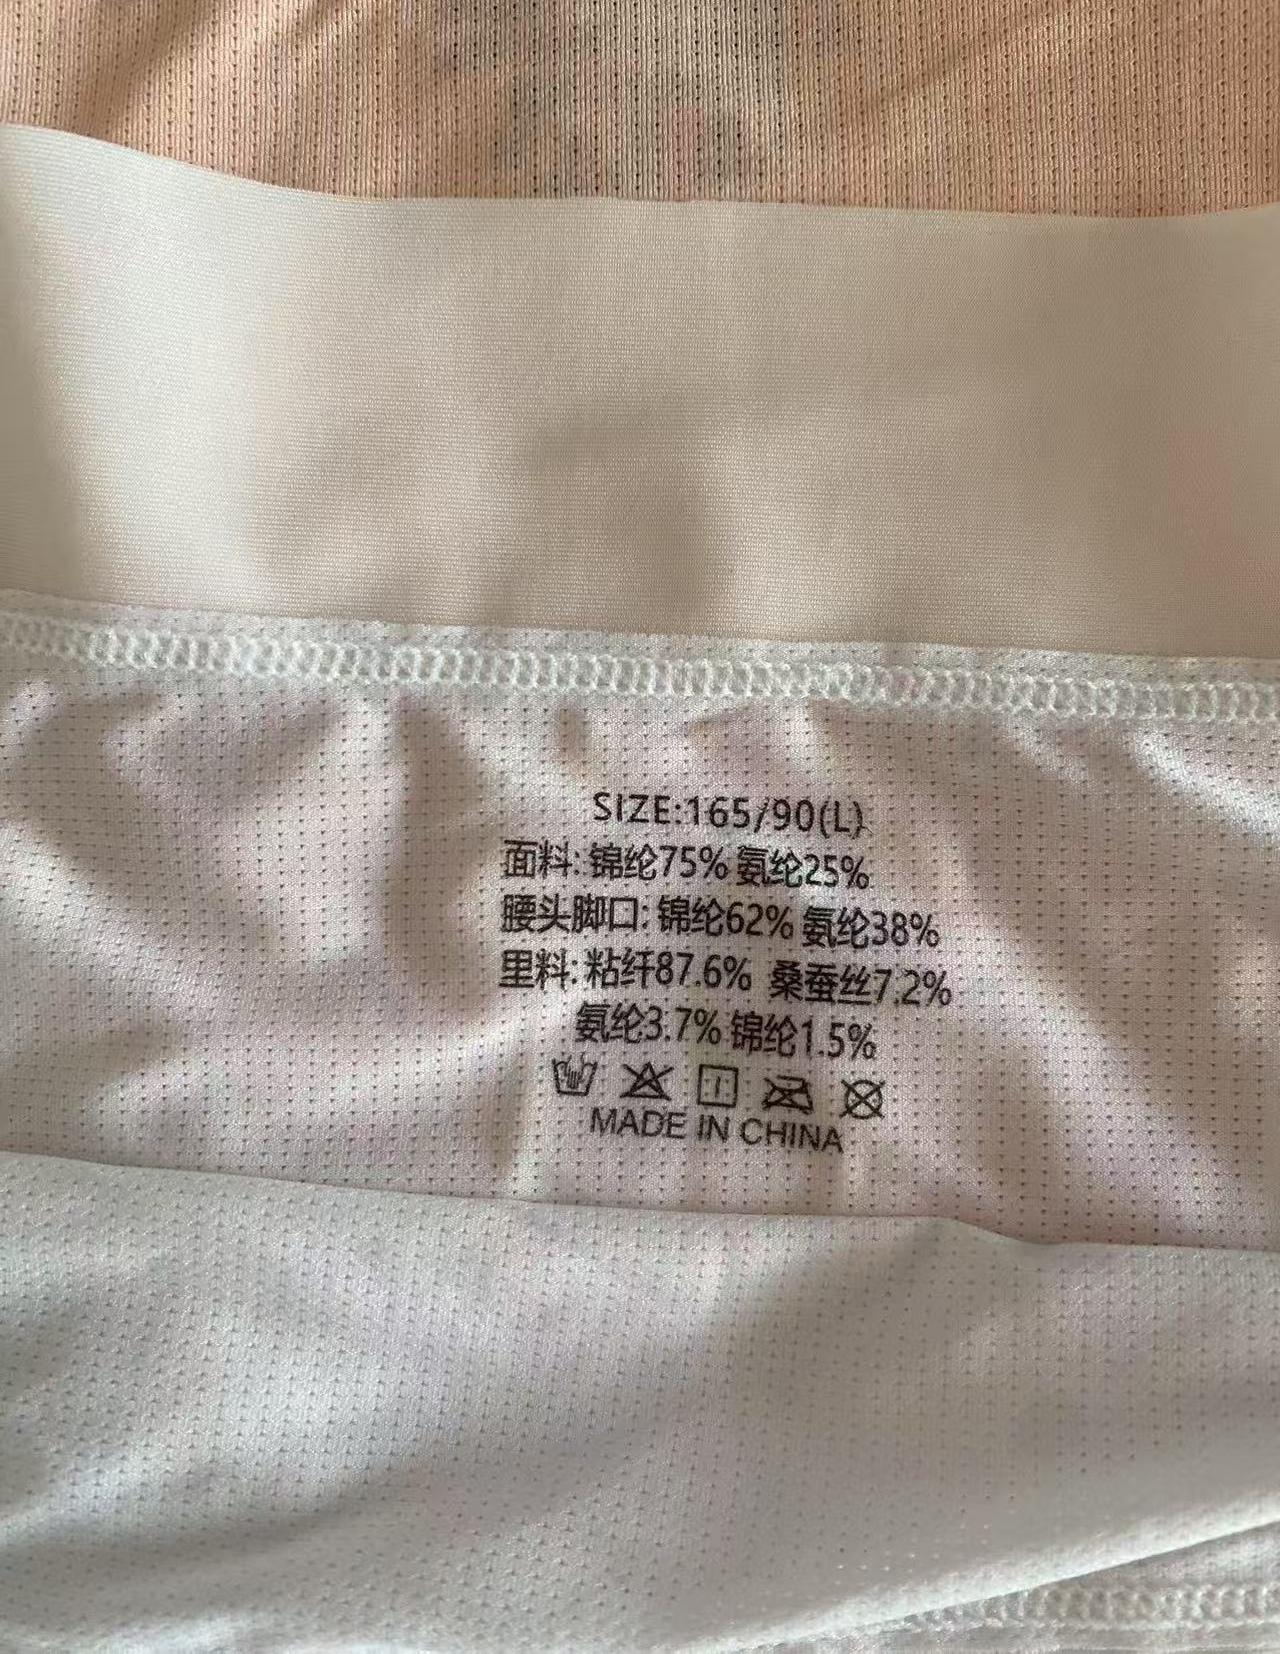 SIZE:165/90(L)
面料:锦纶75% 氨纶25%
腰头脚口:锦纶62% 氨纶38%
里料:粘纤87.6% 桑蚕丝7.2%
氨纶3.7% 锦纶1.5%
MADE IN CHINA